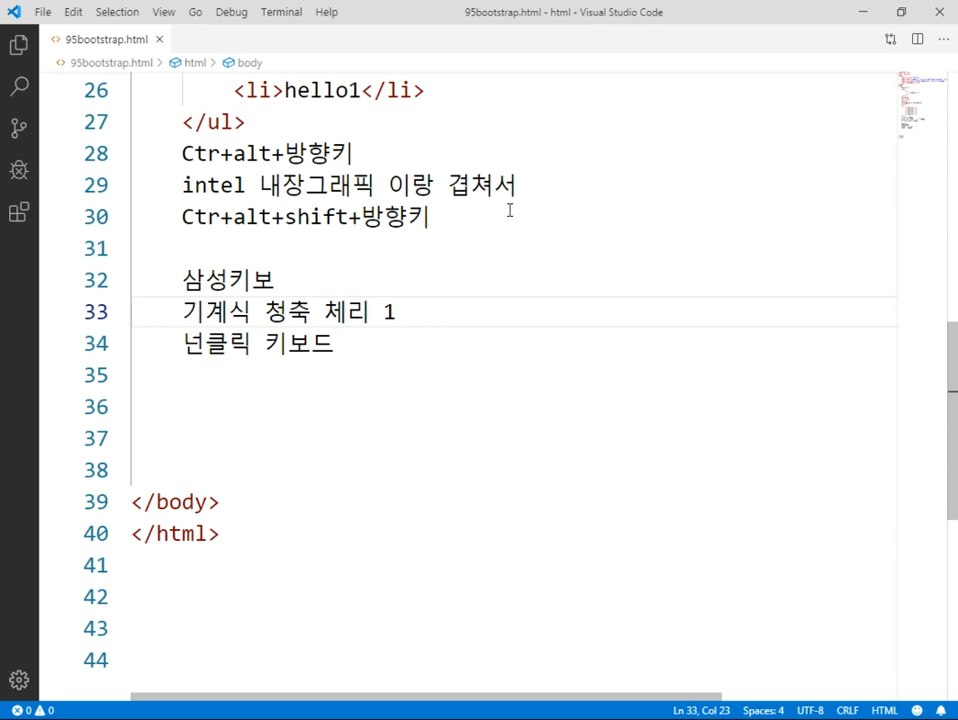 File Edit Selection View Go Debug Terminal Help 95bootstrap.html - html - Visual Studio Code
95bootstrap.html
95bootstrap.html > html > body
26 <li>hello1</li>
27 </ul>
28 Ctr+alt+방향키
29 intel 내장그래픽 이랑 겹쳐서
30 Ctr+alt+shift+방향키
31
32 삼성키보
33 기계식 청축 체리 1
34 넌클릭 키보드
35
36
37
38
39 </body>
40 </html>
41
42
43
44
0 0 Ln 33, Col 23 Spaces: 4 UTF-8 CRLF HTML